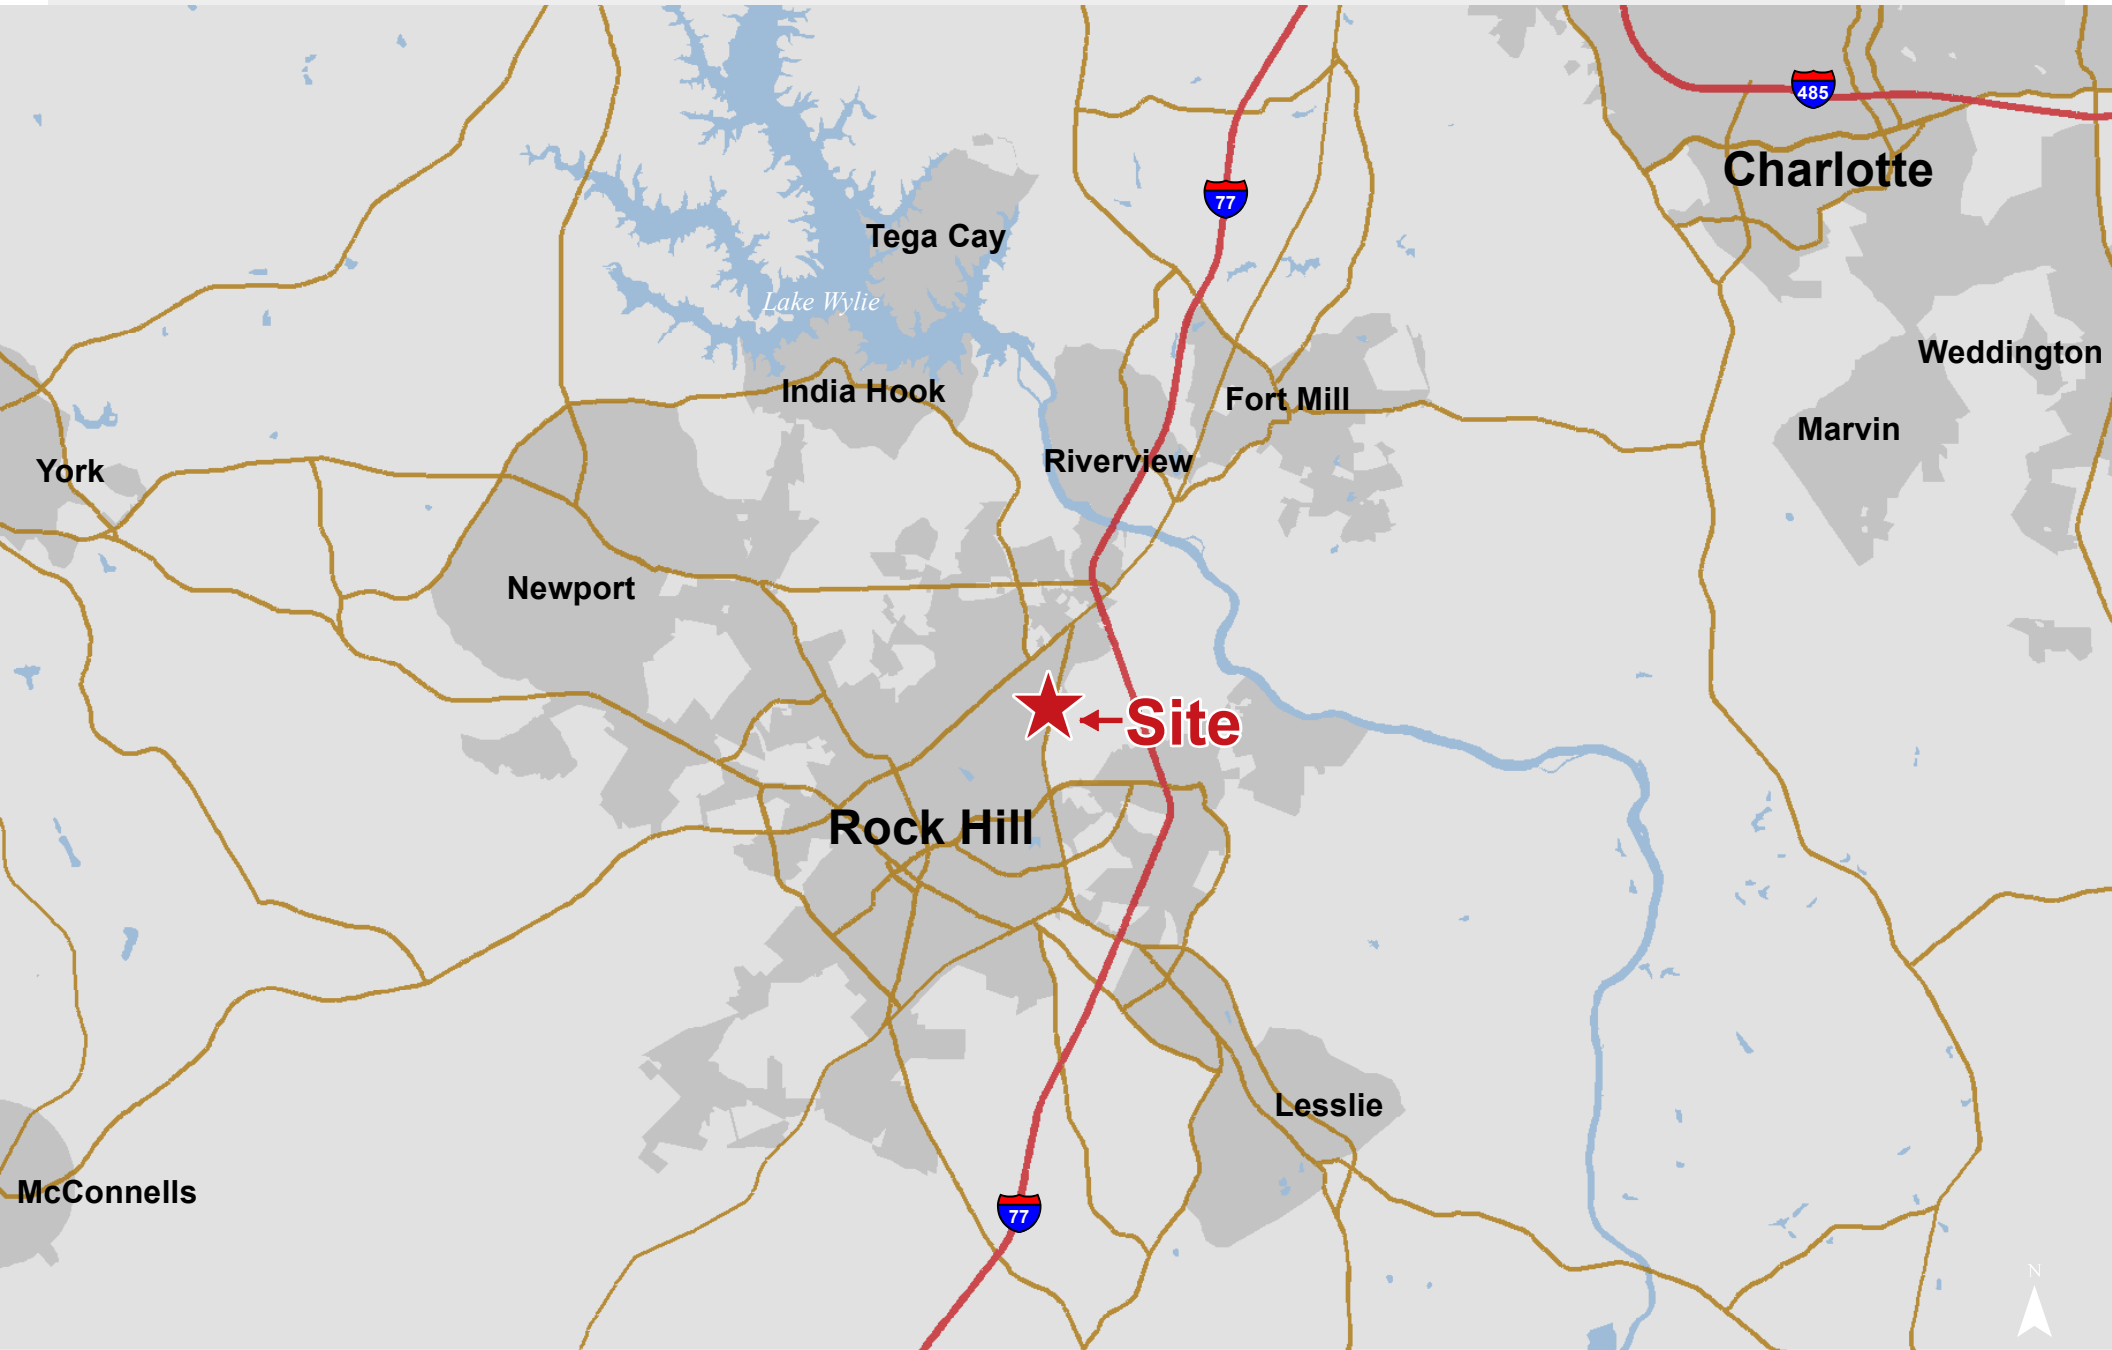 485
Charlotte
77
Tega Cay
Lake Wylie
Weddington
India Hook
Fort Mill
Marvin
Riverview
York
Newport
Site
Rock Hill
Lesslie
McConnells
77
N